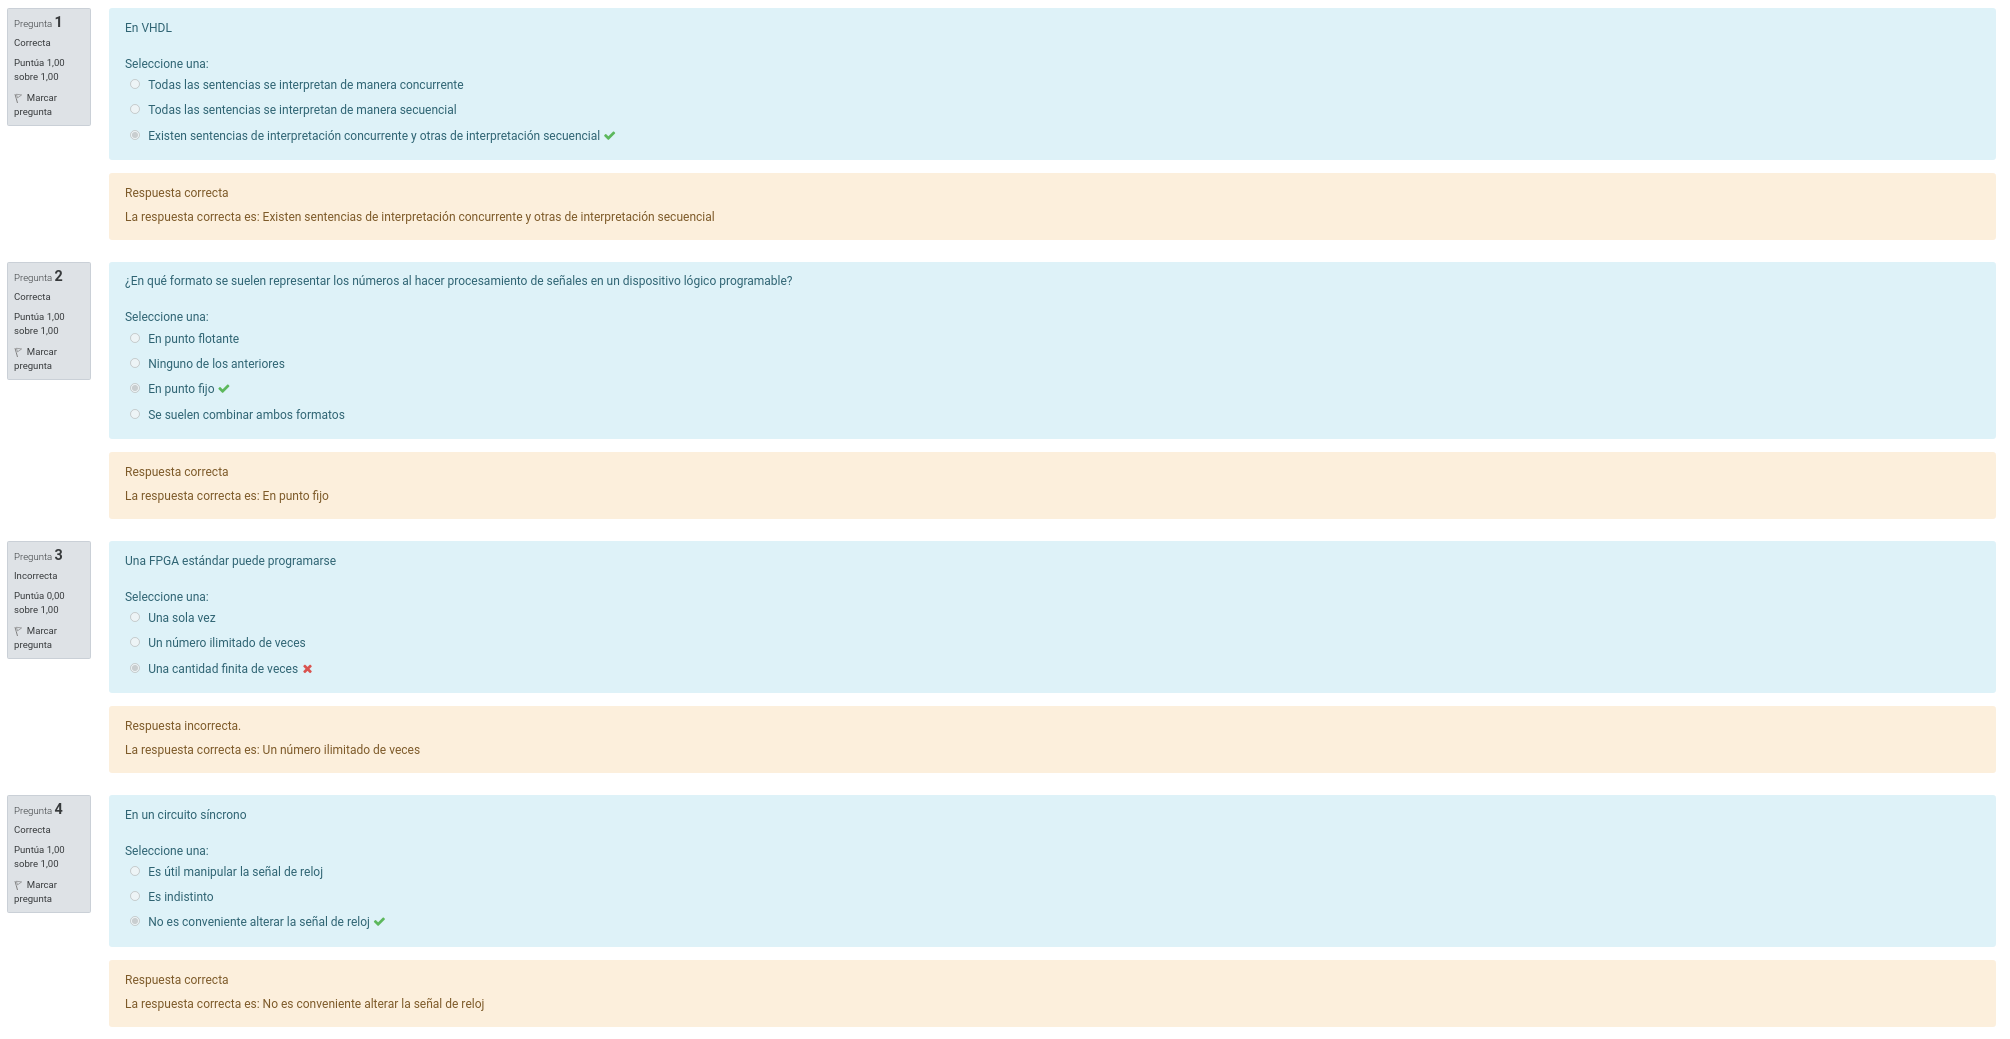 Pregunta 1
Correcta
Puntúa 1,00
sobre 1,00
Marcar
pregunta
En VHDL
Seleccione una:
Todas las sentencias se interpretan de manera concurrente
Todas las sentencias se interpretan de manera secuencial
Existen sentencias de interpretación concurrente y otras de interpretación secuencial
Respuesta correcta
La respuesta correcta es: Existen sentencias de interpretación concurrente y otras de interpretación secuencial
Pregunta 2
Correcta
Puntúa 1,00
sobre 1,00
Marcar
pregunta
¿En qué formato se suelen representar los números al hacer procesamiento de señales en un dispositivo lógico programable?
Seleccione una:
En punto flotante
Ninguno de los anteriores
En punto fijo
Se suelen combinar ambos formatos
Respuesta correcta
La respuesta correcta es: En punto fijo
Pregunta 3
Incorrecta
Puntúa 0,00
sobre 1,00
Marcar
pregunta
Una FPGA estándar puede programarse
Seleccione una:
Una sola vez
Un número ilimitado de veces
Una cantidad finita de veces
Respuesta incorrecta.
La respuesta correcta es: Un número ilimitado de veces
Pregunta 4
Correcta
Puntúa 1,00
sobre 1,00
Marcar
pregunta
En un circuito síncrono
Seleccione una:
Es útil manipular la señal de reloj
Es indistinto
No es conveniente alterar la señal de reloj
Respuesta correcta
La respuesta correcta es: No es conveniente alterar la señal de reloj